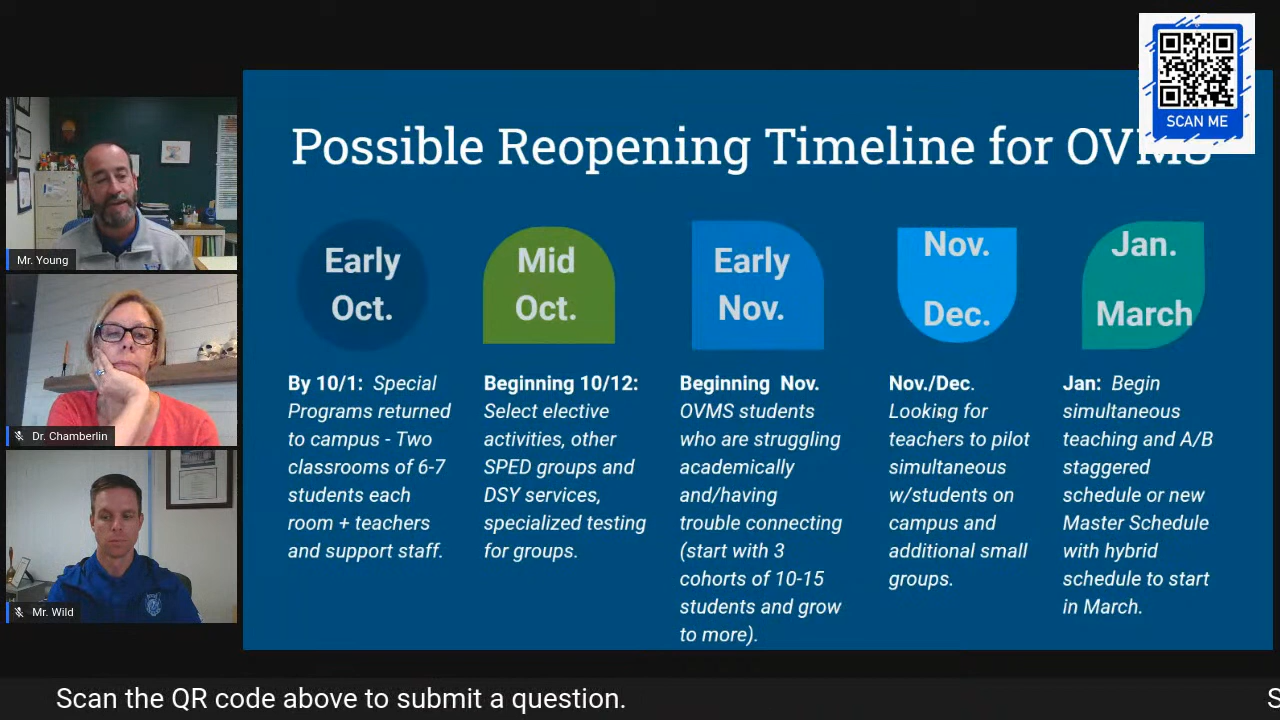 SCAN ME
Possible Reopening Timeline for OVMS
Mr. Young
Dr. Chamberlin
Mr. Wild
Early
Oct.
By 10/1: Special
Programs returned
to campus - Two
classrooms of 6-7
students each
room + teachers
and support staff.
Mid
Oct.
Beginning 10/12:
Select elective
activities, other
SPED groups and
DSY services,
specialized testing
for groups.
Early
Nov.
Beginning Nov.
OVMS students
who are struggling
academically
and/having
trouble connecting
(start with 3
cohorts of 10-15
students and grow
to more).
Nov.
Dec.
Nov./Dec.
Looking for
teachers to pilot
simultaneous
w/students on
campus and
additional small
groups.
Jan.
March
Jan: Begin
simultaneous
teaching and A/B
staggered
schedule or new
Master Schedule
with hybrid
schedule to start
in March.
Scan the QR code above to submit a question.
S